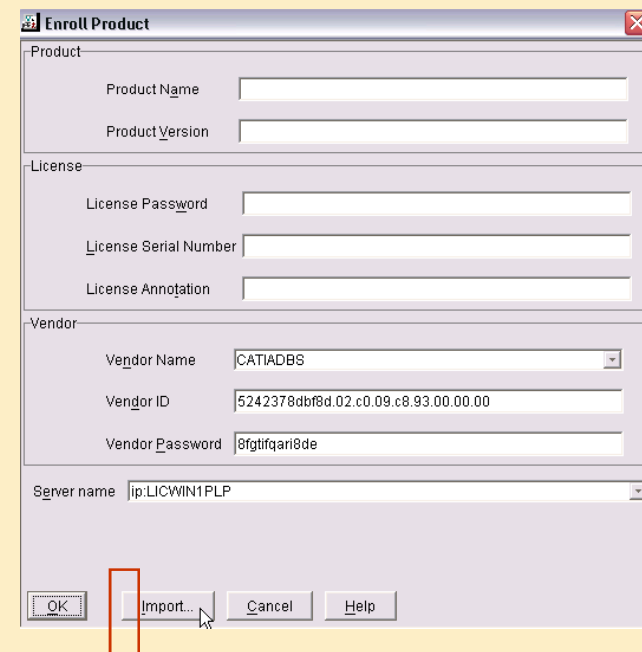 Enroll Product
Product
Product Name
Product Version
License
License Password
License Serial Number
License Annotation
Vendor
Vendor Name CATIADBS
Vendor ID 5242378dbf8d.02.c0.09.c8.93.00.00.00
Vendor Password 8fgtifqari8de
Server name ip:LICWIN1PLP
OK Import... Cancel Help